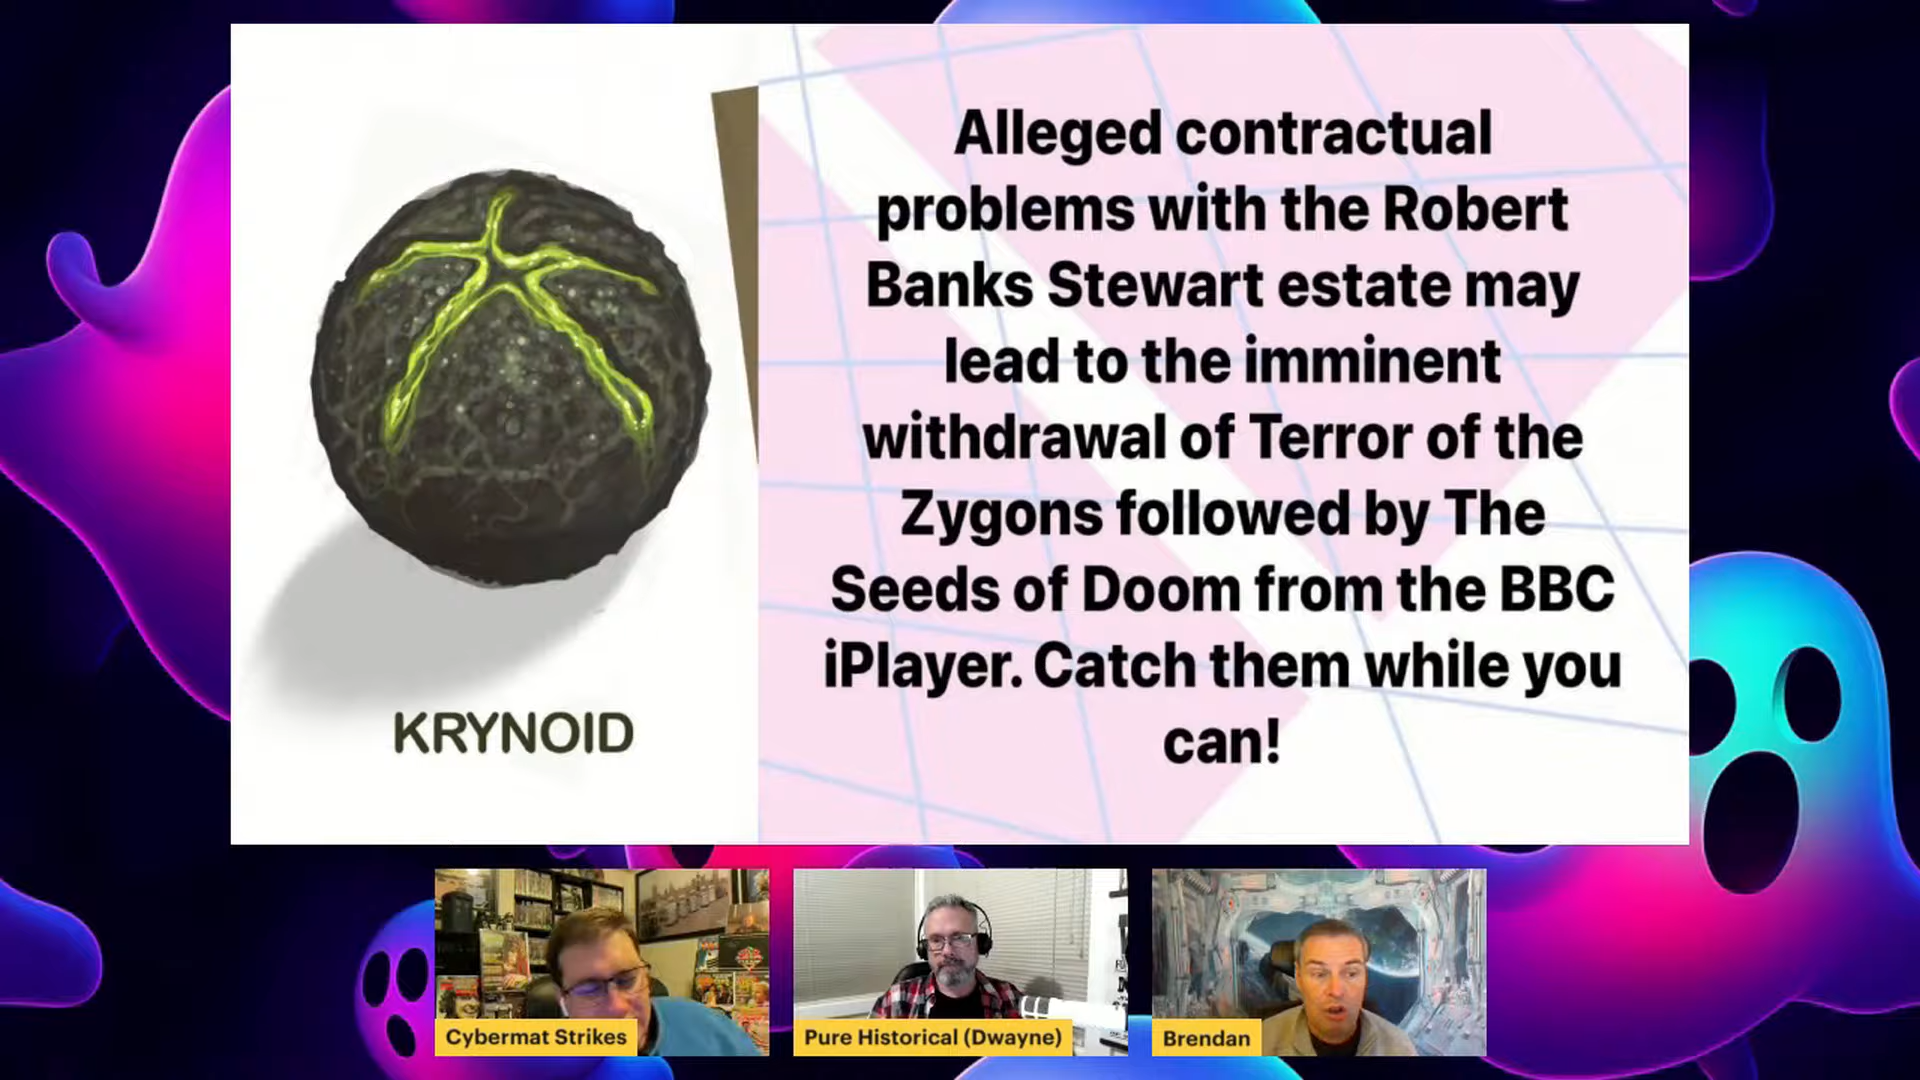 Alleged contractual
problems with the Robert
Banks Stewart estate may
lead to the imminent
withdrawal of Terror of the
Zygons followed by The
Seeds of Doom from the BBC
iPlayer. Catch them while you
can!
KRYNOID
Cybermat Strikes
Pure Historical (Dwayne)
Brendan